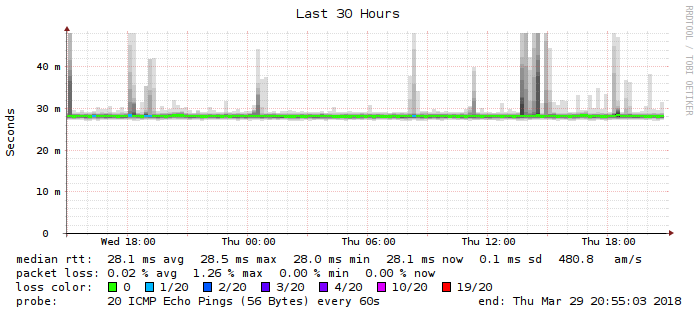 Last 30 Hours
RRDTOOL / TOBI OETIKER
Seconds
40 m
30 m
20 m
10 m
0
Wed 18:00 Thu 00:00 Thu 06:00 Thu 12:00 Thu 18:00
median rtt: 28.1 ms avg 28.5 ms max 28.0 ms min 28.1 ms now 0.1 ms sd 480.8 am/s
packet loss: 0.02 % avg 1.26 % max 0.00 % min 0.00 % now
loss color: 0 1/20 2/20 3/20 4/20 10/20 19/20
probe: 20 ICMP Echo Pings (56 Bytes) every 60s end: Thu Mar 29 20:55:03 2018